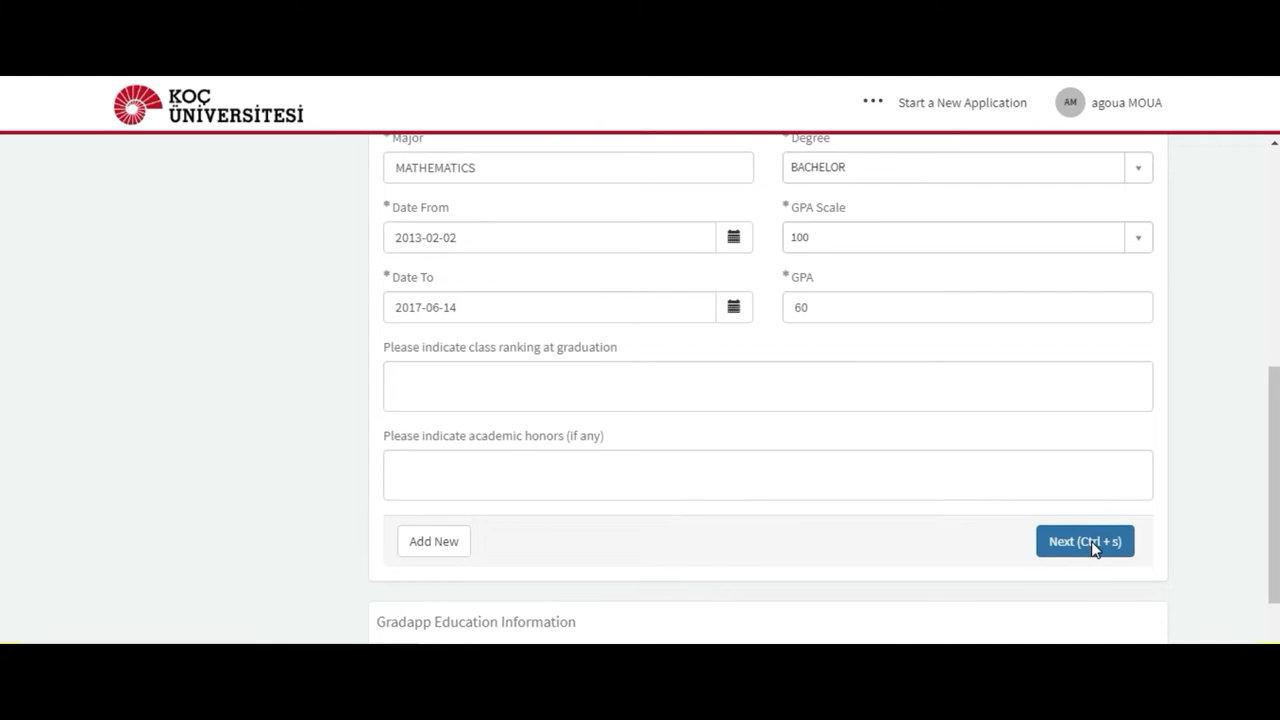 KOÇ
ÜNİVERSİTESİ
••• Start a New Application AM agoua MOUA
* Major * Degree
MATHEMATICS BACHELOR
* Date From * GPA Scale
2013-02-02 100
* Date To * GPA
2017-06-14 60
Please indicate class ranking at graduation
Please indicate academic honors (if any)
Add New Next (Ctrl + s)
Gradapp Education Information